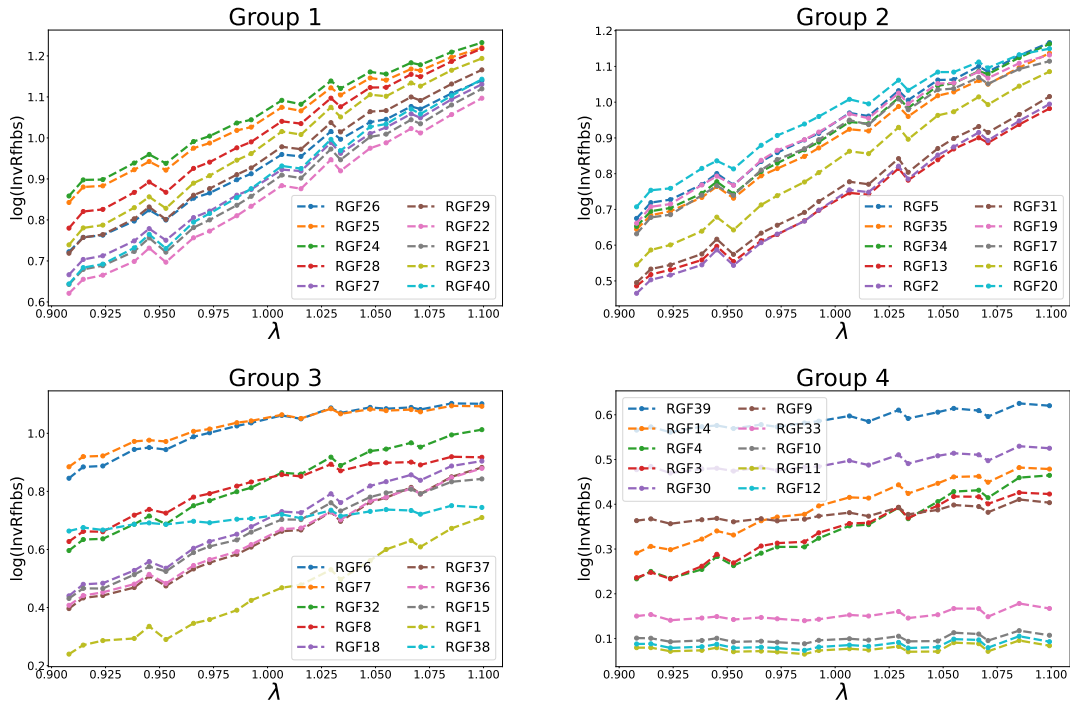 Group 1
log(InvRfhbs)
1.2
1.1
1.0
0.9
0.8
0.7
0.6
0.900 0.925 0.950 0.975 1.000 1.025 1.050 1.075 1.100
λ
RGF26 RGF29
RGF25 RGF22
RGF24 RGF21
RGF28 RGF23
RGF27 RGF40
Group 2
log(InvRfhbs)
1.2
1.1
1.0
0.9
0.8
0.7
0.6
0.5
0.900 0.925 0.950 0.975 1.000 1.025 1.050 1.075 1.100
λ
RGF5 RGF31
RGF35 RGF19
RGF34 RGF17
RGF13 RGF16
RGF2 RGF20
Group 3
log(InvRfhbs)
1.0
0.8
0.6
0.4
0.2
0.900 0.925 0.950 0.975 1.000 1.025 1.050 1.075 1.100
λ
RGF6 RGF37
RGF7 RGF36
RGF32 RGF15
RGF8 RGF1
RGF18 RGF38
Group 4
log(InvRfhbs)
0.6
0.5
0.4
0.3
0.2
0.1
0.900 0.925 0.950 0.975 1.000 1.025 1.050 1.075 1.100
λ
RGF39 RGF9
RGF14 RGF33
RGF4 RGF10
RGF3 RGF11
RGF30 RGF12